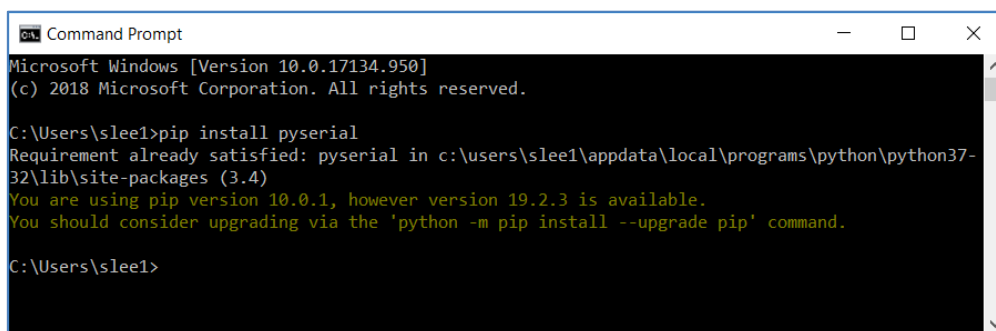 Command Prompt
Microsoft Windows [Version 10.0.17134.950]
(c) 2018 Microsoft Corporation. All rights reserved.
C:\Users\slee1>pip install pyserial
Requirement already satisfied: pyserial in c:\users\slee1\appdata\local\programs\python\python37-
32\lib\site-packages (3.4)
You are using pip version 10.0.1, however version 19.2.3 is available.
You should consider upgrading via the 'python -m pip install --upgrade pip' command.
C:\Users\slee1>